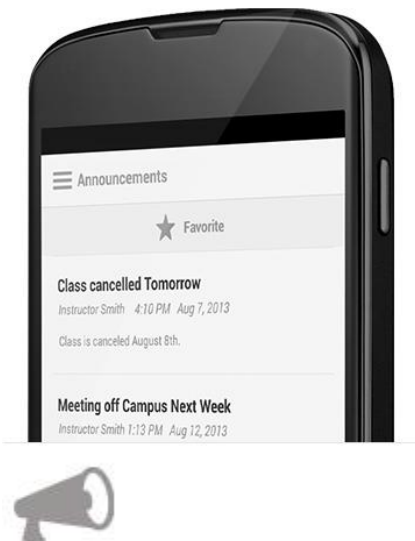 Announcements
Favorite
Class cancelled Tomorrow
Instructor Smith 4:10 PM Aug 7, 2013
Class is canceled August 8th.
Meeting off Campus Next Week
Instructor Smith 1:13 PM Aug 12, 2013